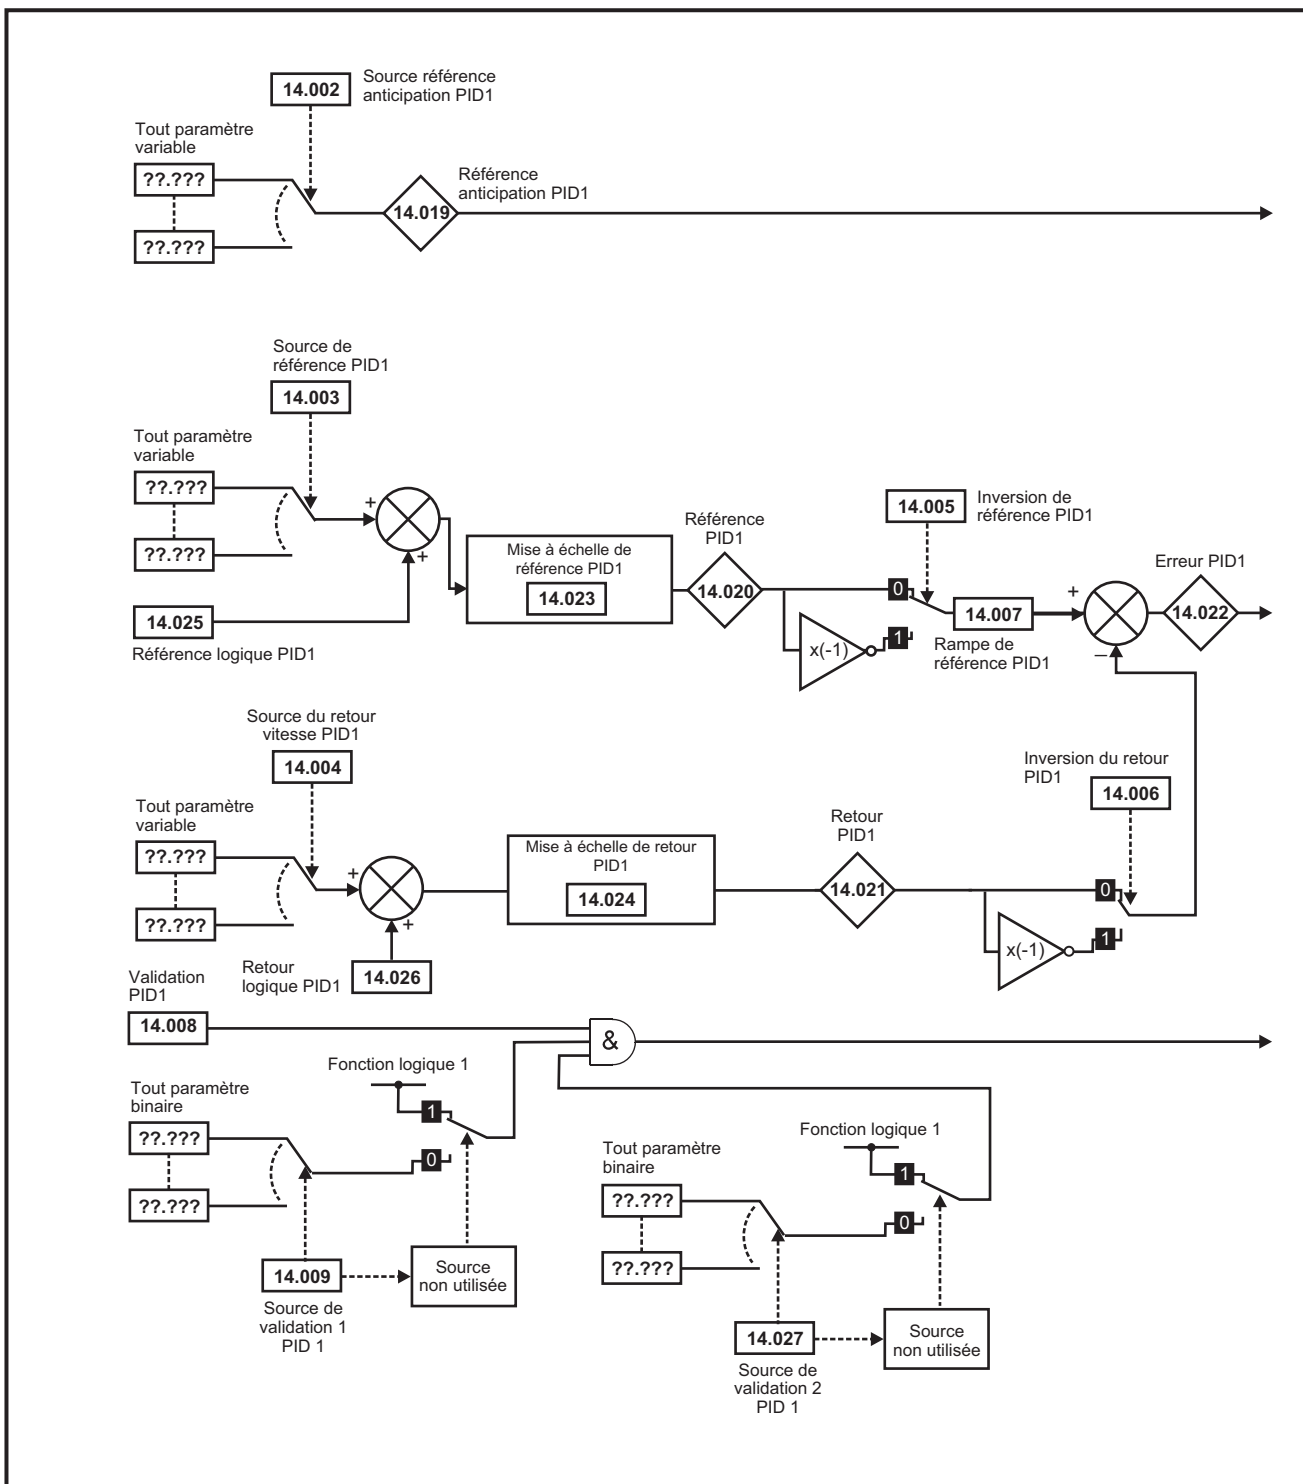 14.002
Source référence
anticipation PID1
Tout paramètre
variable
??.???
??.???
14.019
Référence
anticipation PID1
Source de
référence PID1
14.003
Tout paramètre
variable
??.???
??.???
+
+
14.025
Référence logique PID1
Mise à échelle de
référence PID1
14.023
Référence
PID1
14.020
14.005
Inversion de
référence PID1
0
1
x(-1)
14.007
Rampe de
référence PID1
+
–
Erreur PID1
14.022
Source du retour
vitesse PID1
14.004
Tout paramètre
variable
??.???
??.???
+
+
Retour
logique PID1
14.026
Mise à échelle de retour
PID1
14.024
Retour
PID1
14.021
Inversion du retour
PID1
14.006
0
1
x(-1)
Validation
PID1
14.008
&
Fonction logique 1
1
0
Tout paramètre
binaire
??.???
??.???
14.009
Source de
validation 1
PID 1
Source
non utilisée
Fonction logique 1
1
0
Tout paramètre
binaire
??.???
??.???
14.027
Source de
validation 2
PID 1
Source
non utilisée